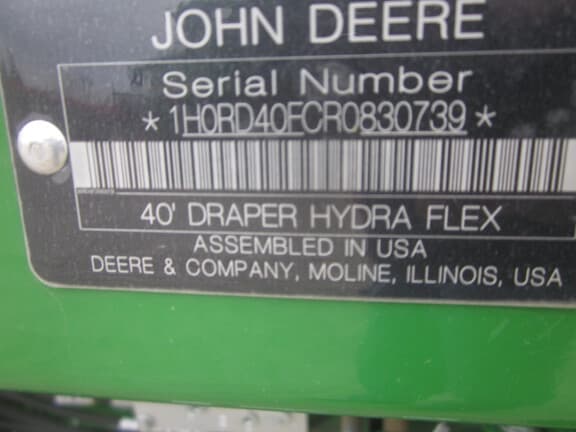 JOHN DEERE
Serial Number
*1H0RD40FCR0830739*
40' DRAPER HYDRA FLEX
ASSEMBLED IN USA
DEERE & COMPANY, MOLINE, ILLINOIS, USA